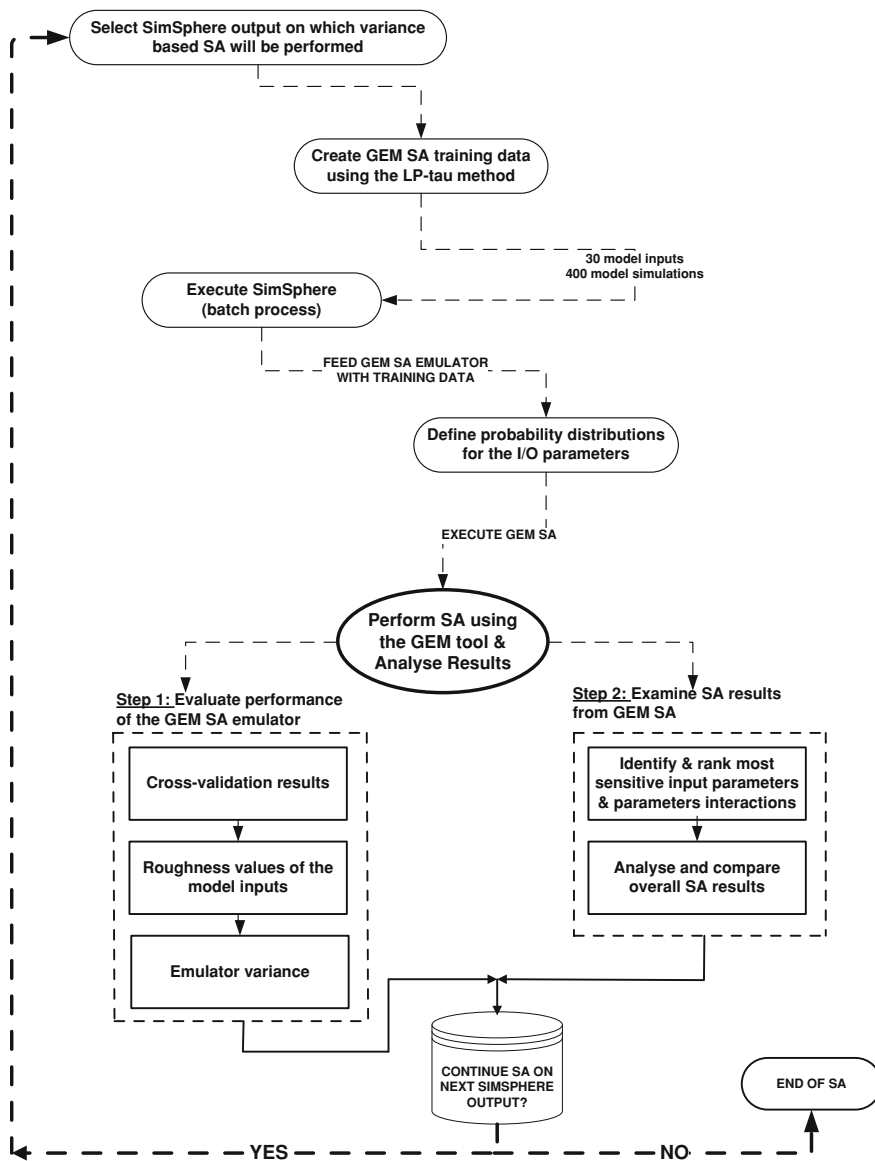 Select SimSphere output on which variance
based SA will be performed
Create GEM SA training data
using the LP-tau method
30 model inputs
400 model simulations
Execute SimSphere
(batch process)
FEED GEM SA EMULATOR
WITH TRAINING DATA
Define probability distributions
for the I/O parameters
EXECUTE GEM SA
Perform SA using
the GEM tool &
Analyse Results
Step 1: Evaluate performance
of the GEM SA emulator
Cross-validation results
Roughness values of the
model inputs
Emulator variance
Step 2: Examine SA results
from GEM SA
Identify & rank most
sensitive input parameters
& parameters interactions
Analyse and compare
overall SA results
CONTINUE SA ON
NEXT SIMSPHERE
OUTPUT?
END OF SA
YES
NO